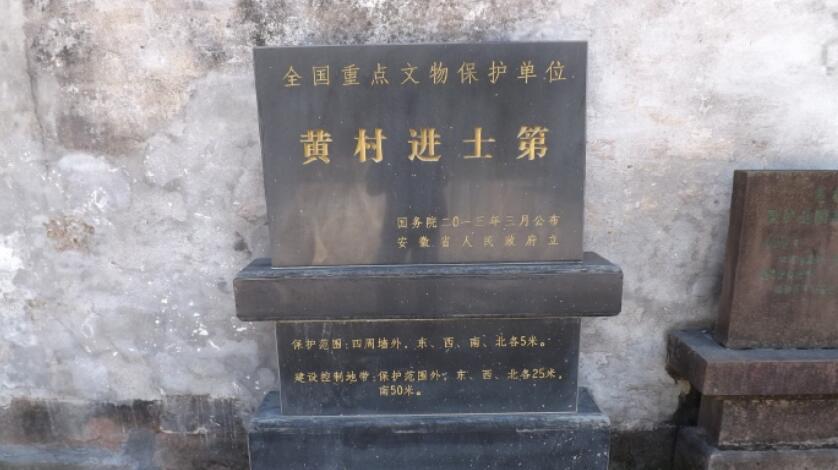 全国重点文物保护单位
黄村进士第
国务院二〇一三年三月公布
安徽省人民政府立
保护范围:四周墙外,东、西、南、北各5米。
建设控制地带:保护范围外,东、西、北各25米。
南50米。